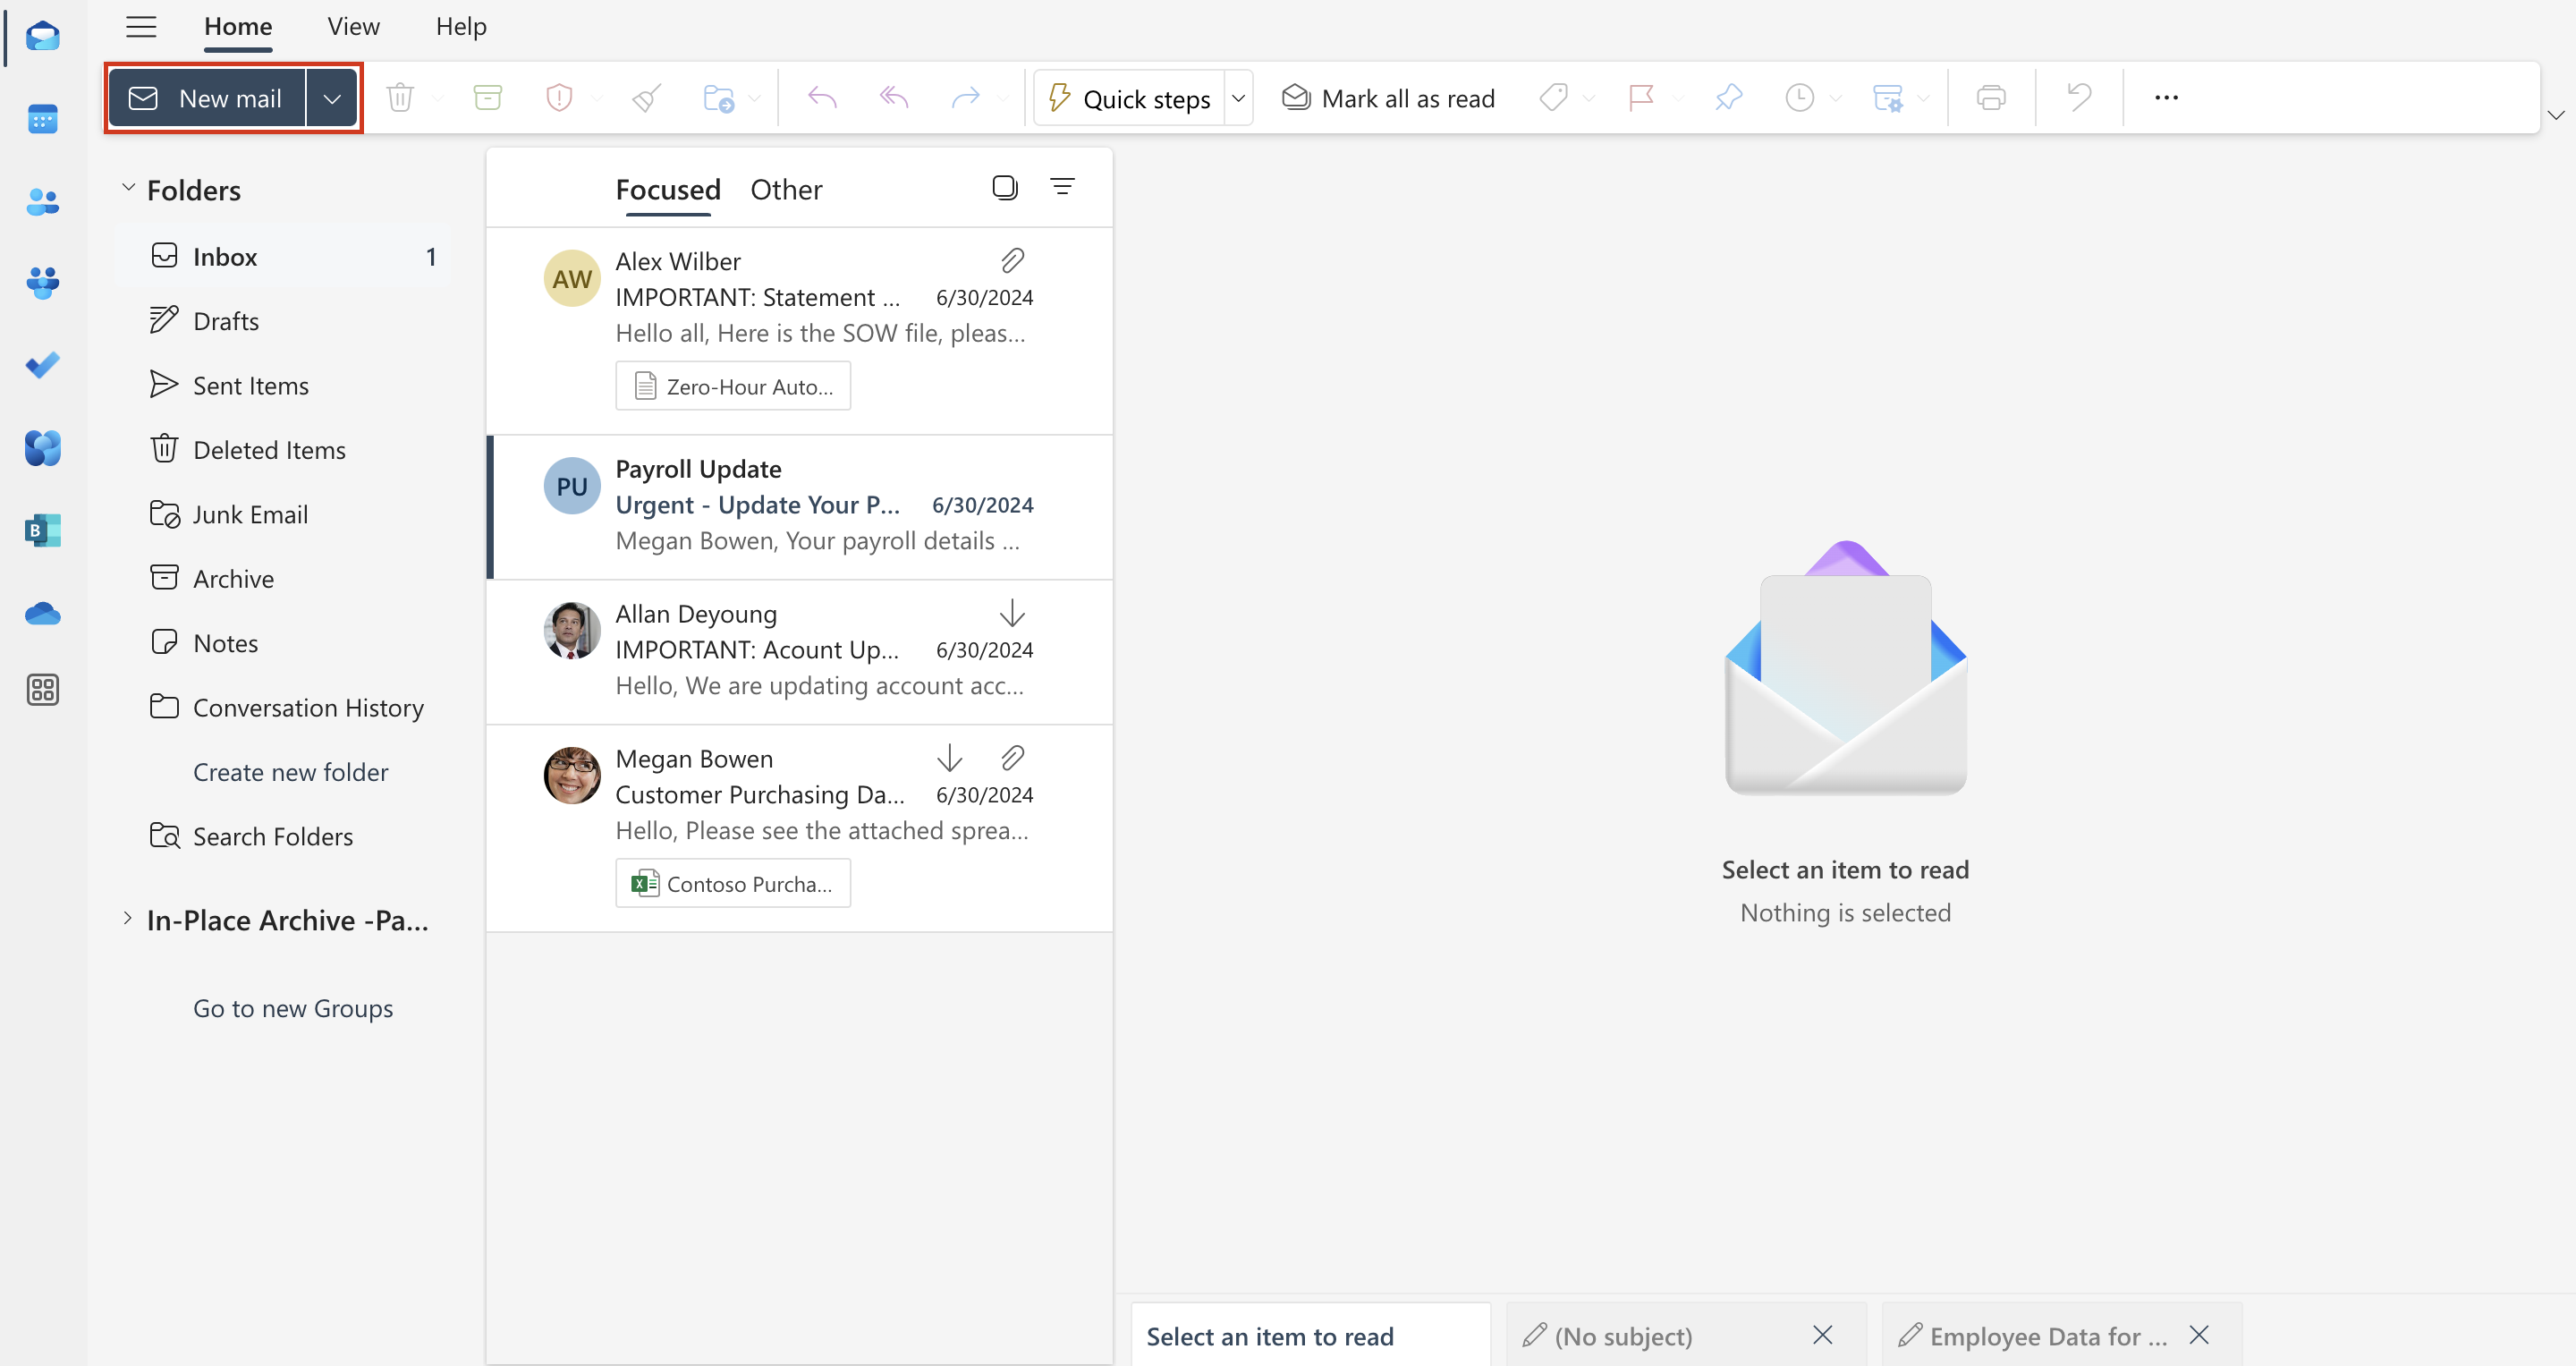 Home View Help
New mail Quick steps Mark all as read
Folders
Inbox 1
Drafts
Sent Items
Deleted Items
Junk Email
Archive
Notes
Conversation History
Create new folder
Search Folders
In-Place Archive -Pa...
Go to new Groups
B
Focused Other
AW
Alex Wilber
IMPORTANT: Statement ... 6/30/2024
Hello all, Here is the SOW file, pleas...
Zero-Hour Auto...
PU
Payroll Update
Urgent - Update Your P... 6/30/2024
Megan Bowen, Your payroll details ...
Allan Deyoung
IMPORTANT: Acount Up... 6/30/2024
Hello, We are updating account acc...
Megan Bowen
Customer Purchasing Da... 6/30/2024
Hello, Please see the attached sprea...
Contoso Purcha...
Select an item to read
Nothing is selected
Select an item to read (No subject) Employee Data for ...